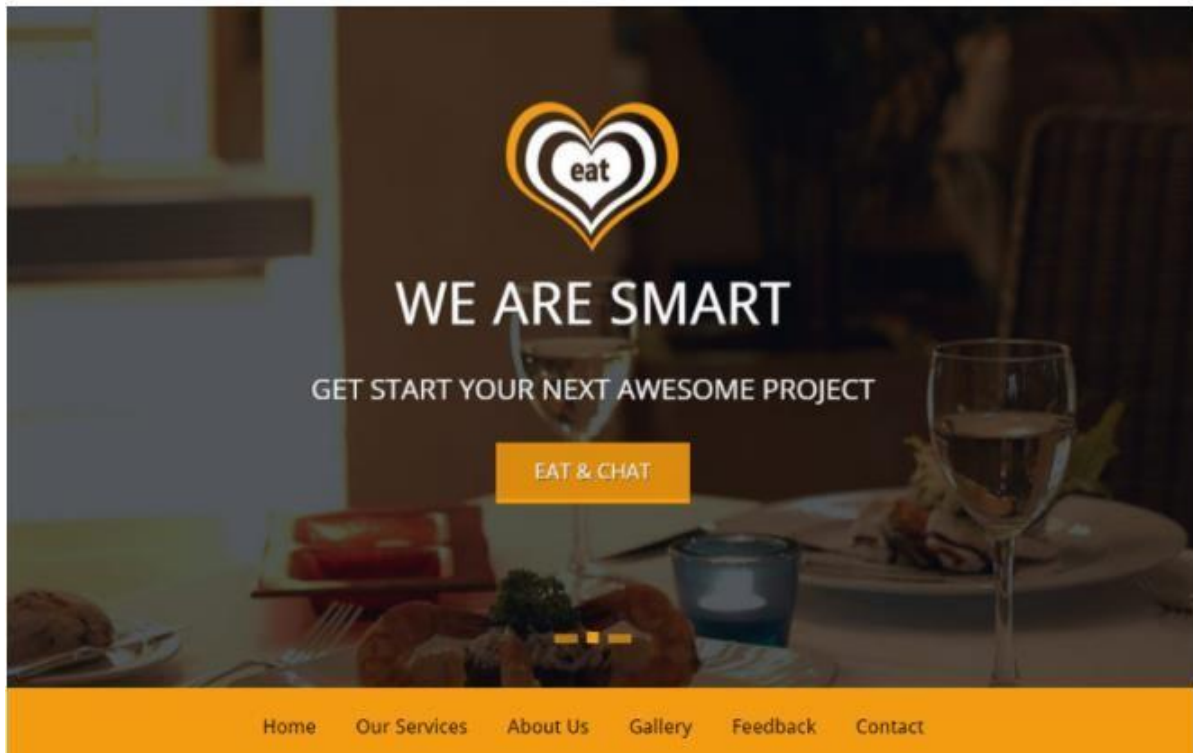 eat
WE ARE SMART
GET START YOUR NEXT AWESOME PROJECT
EAT & CHAT
Home Our Services About Us Gallery Feedback Contact